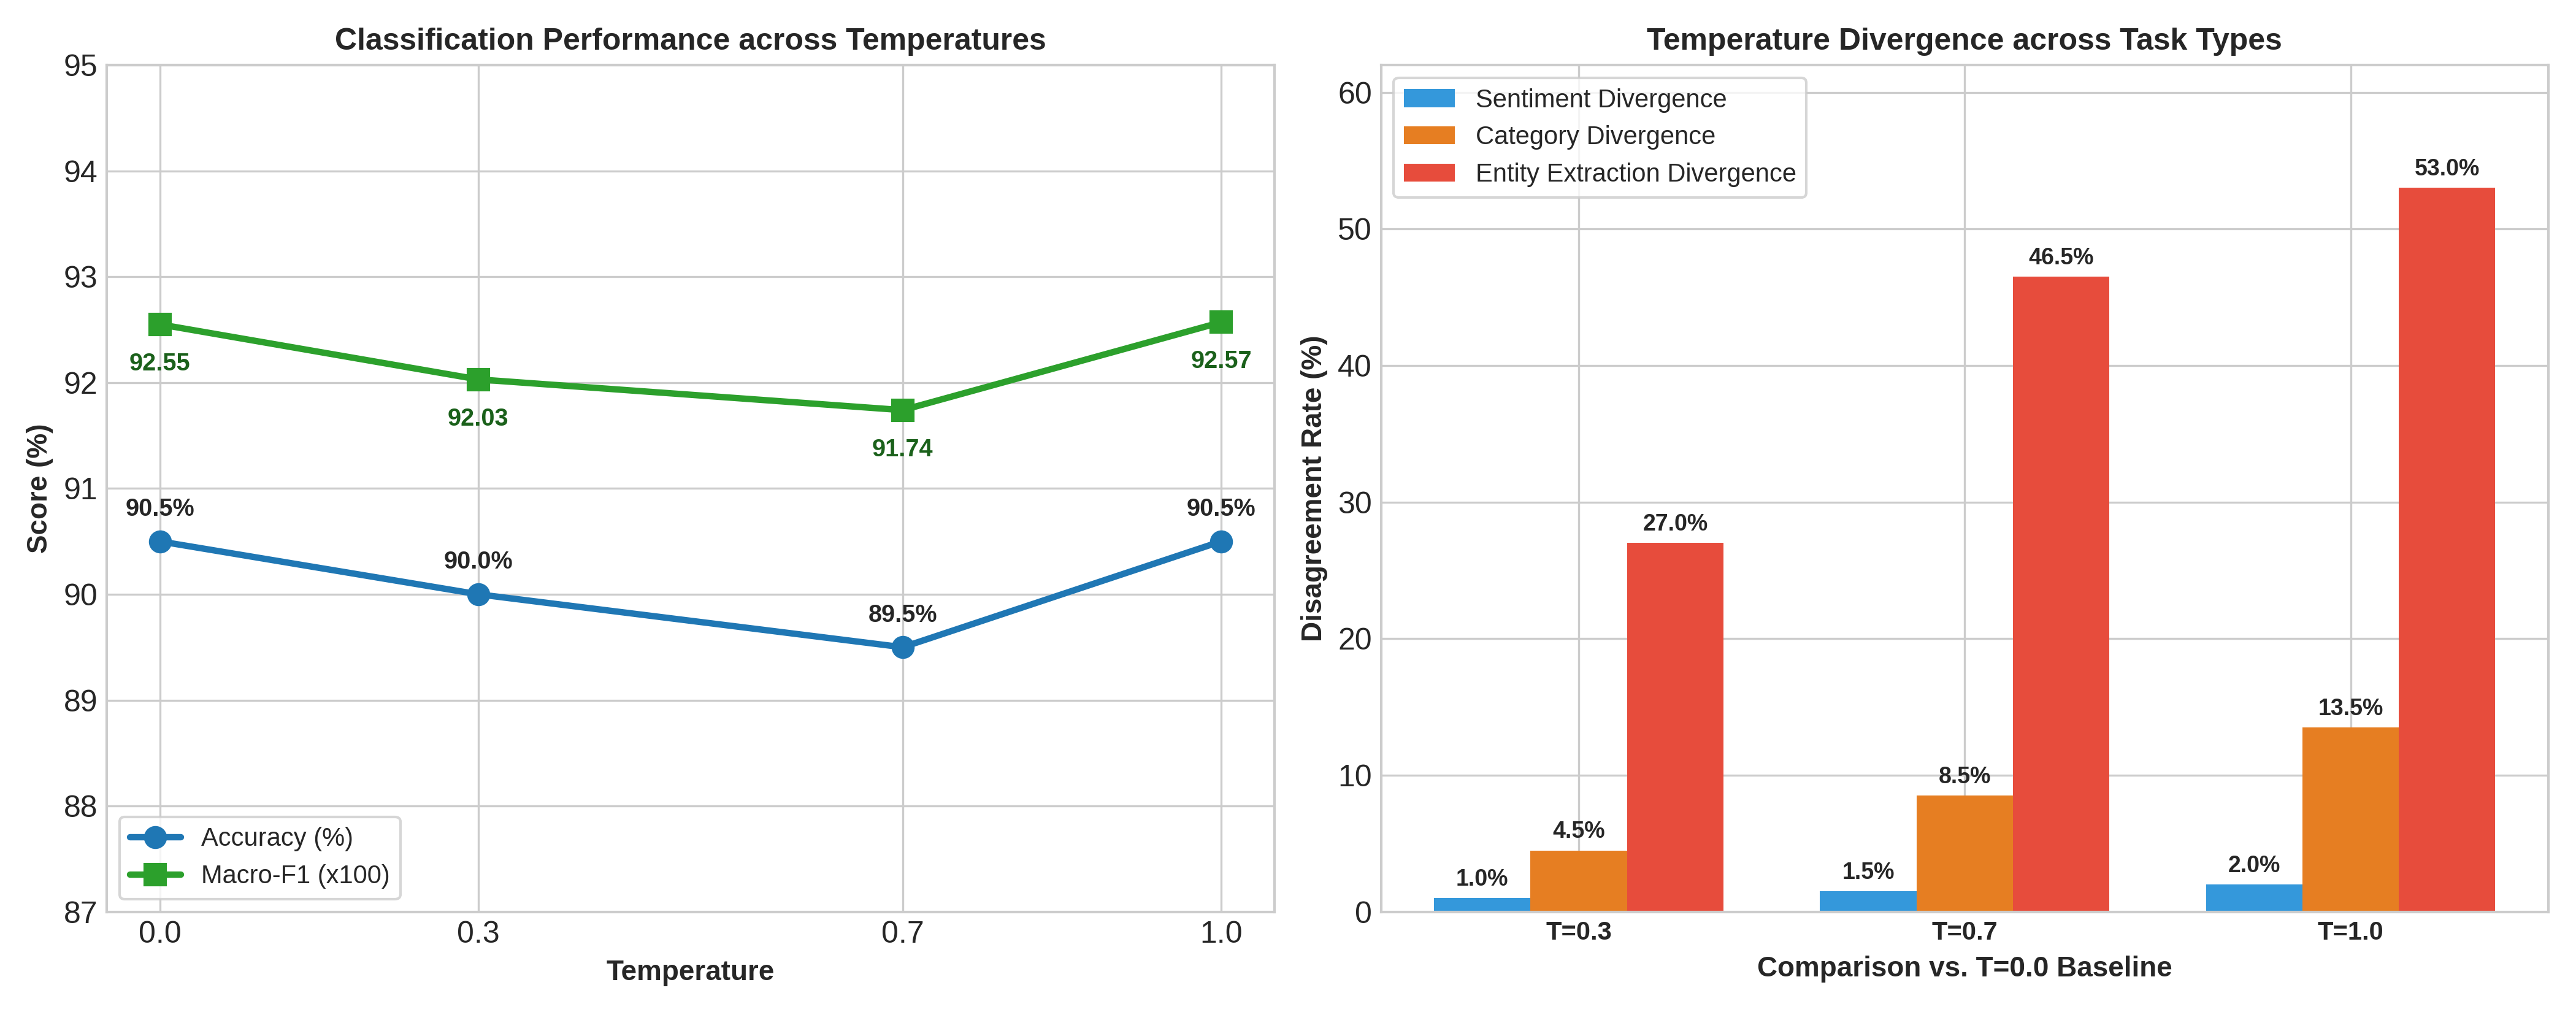 Classification Performance across Temperatures
95
94
93
92
91
90
89
88
87
Score (%)
92.55
92.03
91.74
92.57
90.5%
90.0%
89.5%
90.5%
Accuracy (%)
Macro-F1 (x100)
0.0 0.3 0.7 1.0
Temperature
Temperature Divergence across Task Types
60
50
40
30
20
10
0
Disagreement Rate (%)
Sentiment Divergence
Category Divergence
Entity Extraction Divergence
1.0% 4.5% 27.0%
1.5% 8.5% 46.5%
2.0% 13.5% 53.0%
T=0.3 T=0.7 T=1.0
Comparison vs. T=0.0 Baseline